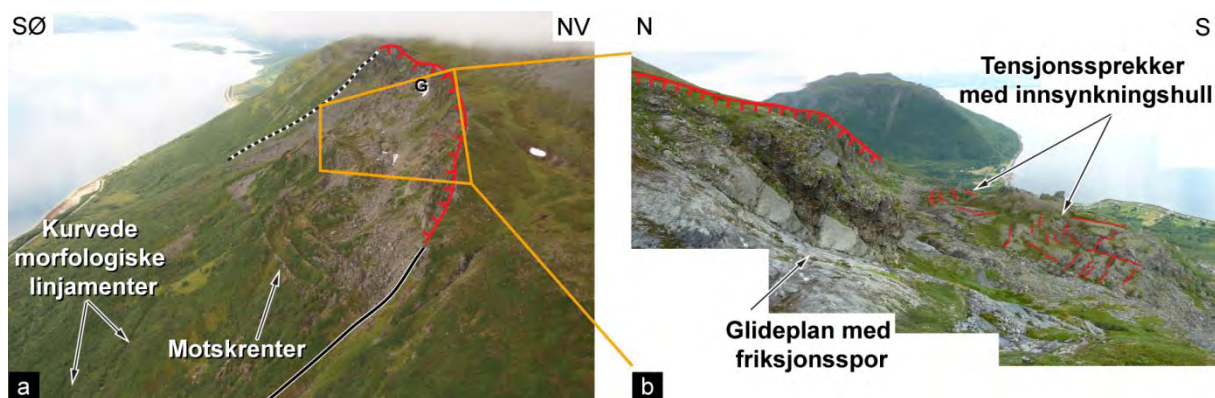 SØ
NV
G
Kurvede
morfologiske
linjamenter
Motskrenter
a
N
S
Tensjonssprekker
med innsynkningshull
Glideplan med
friksjonsspor
b